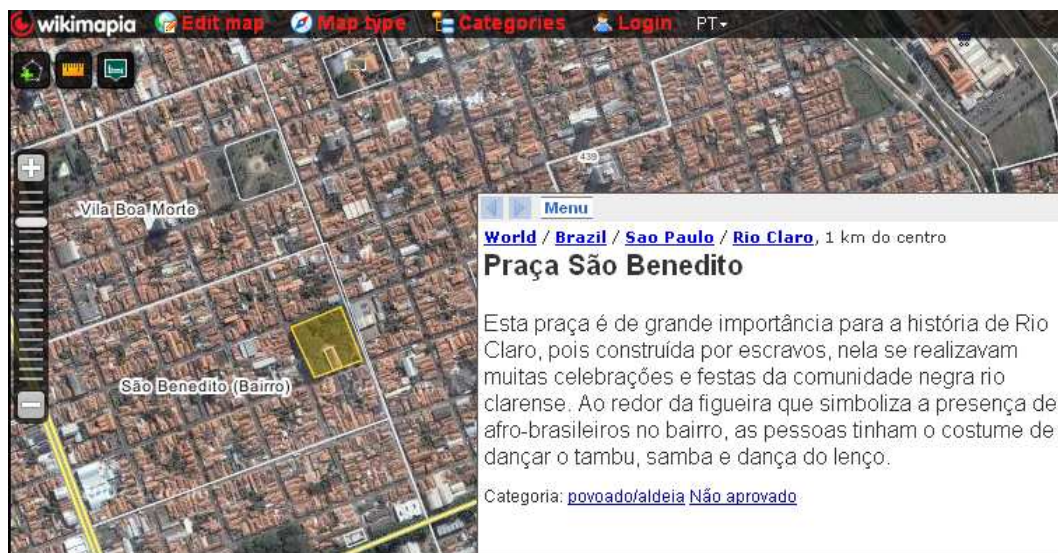 wikimapia Edit map Map type Categories Login PT
439
Vila Boa Morte
Menu
World / Brazil / Sao Paulo / Rio Claro, 1 km do centro
Praça São Benedito
Esta praça é de grande importância para a história de Rio
Claro, pois construída por escravos, nela se realizavam
muitas celebrações e festas da comunidade negra rio
clarense. Ao redor da figueira que simboliza a presença de
afro-brasileiros no bairro, as pessoas tinham o costume de
dançar o tambu, samba e dança do lenço.
São Benedito (Bairro)
Categoria: povoado/aldeia Não aprovado